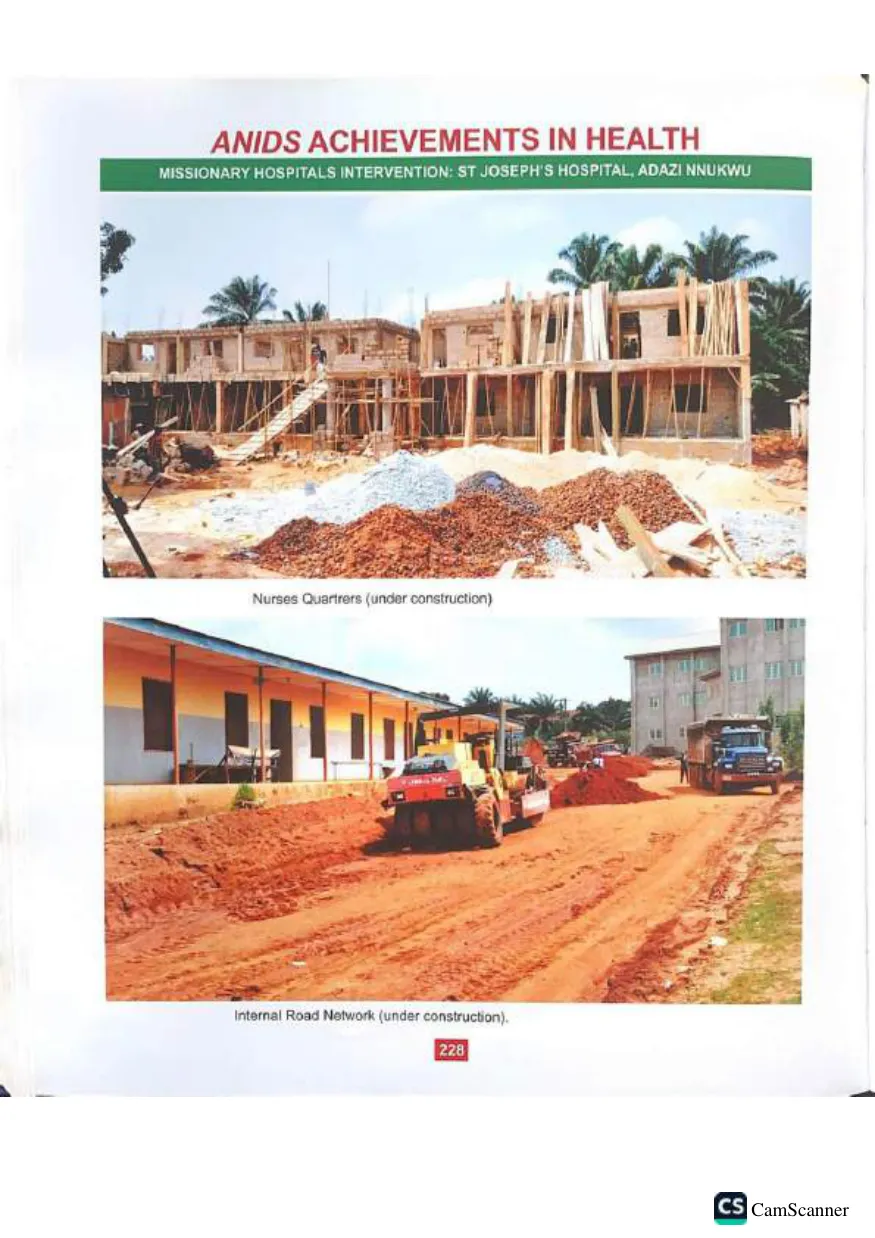 ANIDS ACHIEVEMENTS IN HEALTH
MISSIONARY HOSPITALS INTERVENTION: ST JOSEPH'S HOSPITAL, ADAZI NNUKWU
Nurses Quartrers (under construction)
Internal Road Network (under construction).
228
CS CamScanner